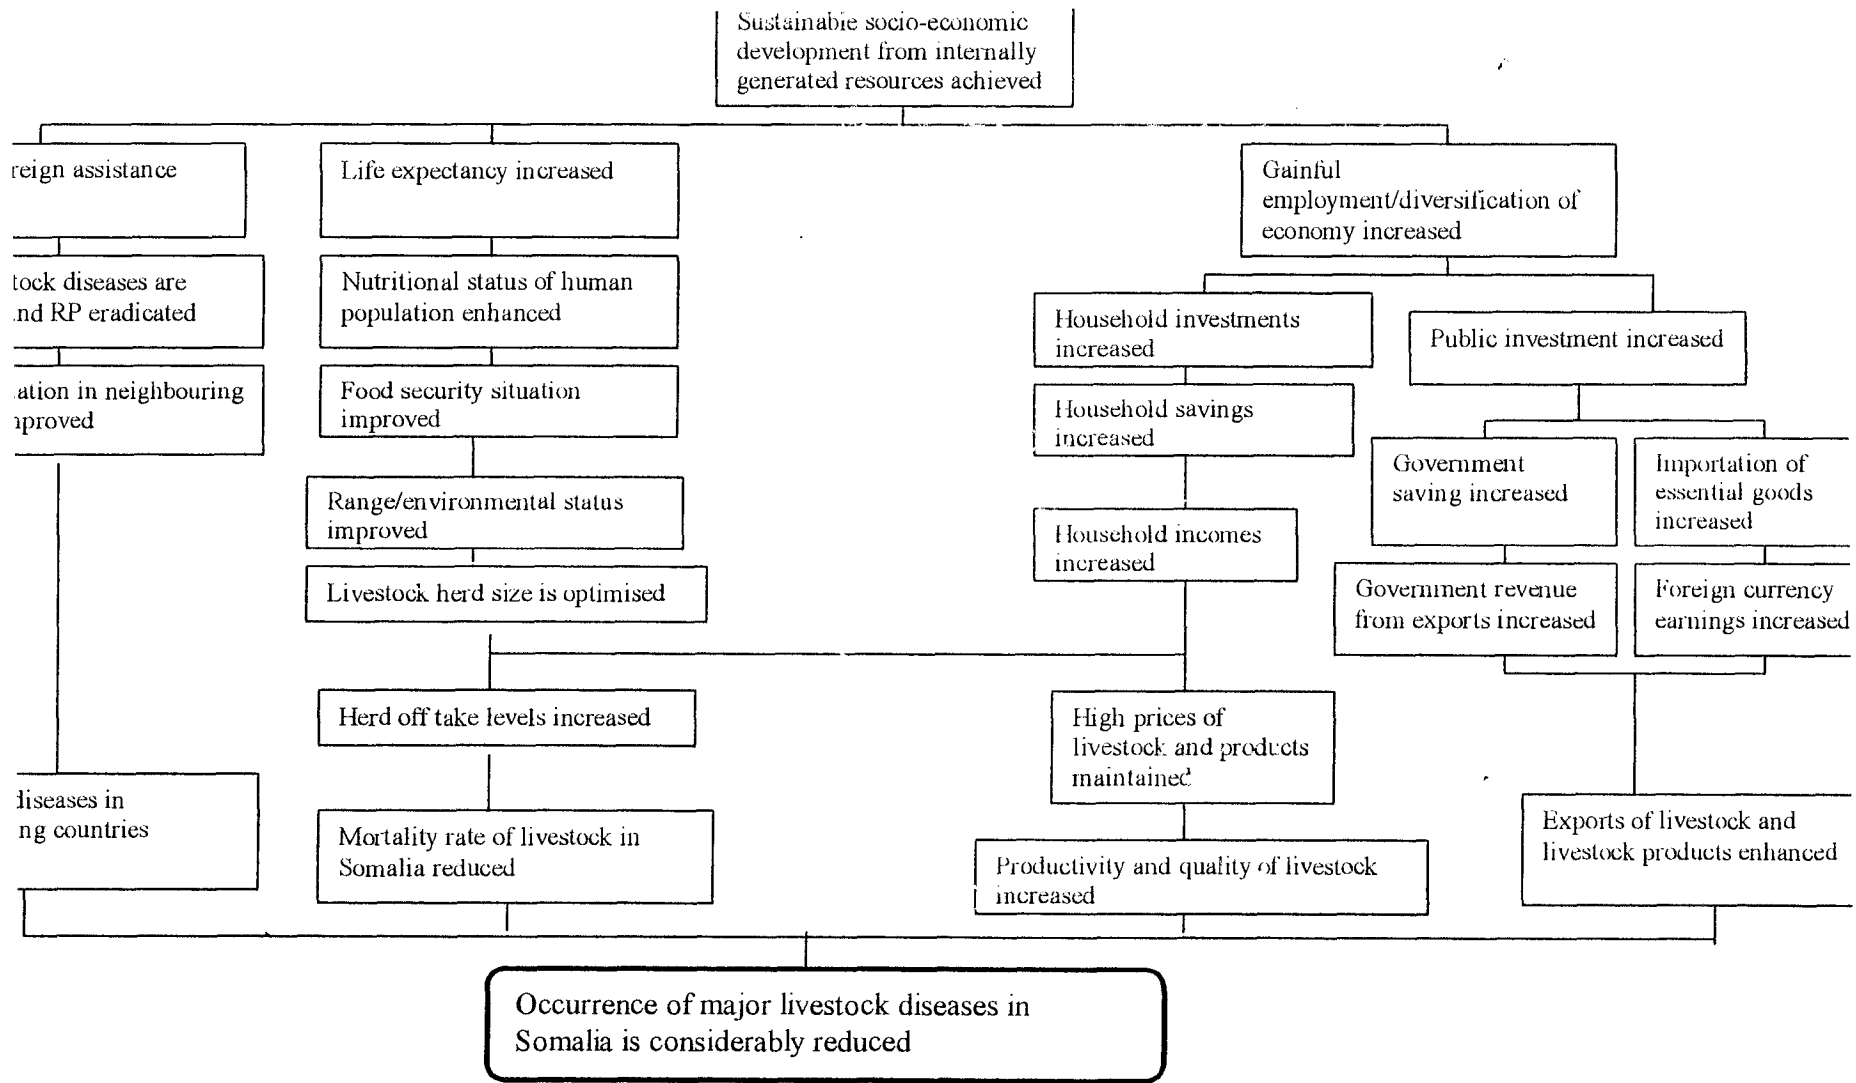 Sustainable socio-economic
development from internally
generated resources achieved
reign assistance
Life expectancy increased
Gainful
employment/diversification of
economy increased
tock diseases are
nd RP eradicated
Nutritional status of human
population enhanced
Household investments
increased
Public investment increased
ation in neighbouring
nproved
Food security situation
improved
Household savings
increased
Government
saving increased
Importation of
essential goods
increased
Range/environmental status
improved
Household incomes
increased
Livestock herd size is optimised
Government revenue
from exports increased
Foreign currency
earnings increased
Herd off take levels increased
High prices of
livestock and products
maintained
diseases in
ng countries
Mortality rate of livestock in
Somalia reduced
Productivity and quality of livestock
increased
Exports of livestock and
livestock products enhanced
Occurrence of major livestock diseases in
Somalia is considerably reduced